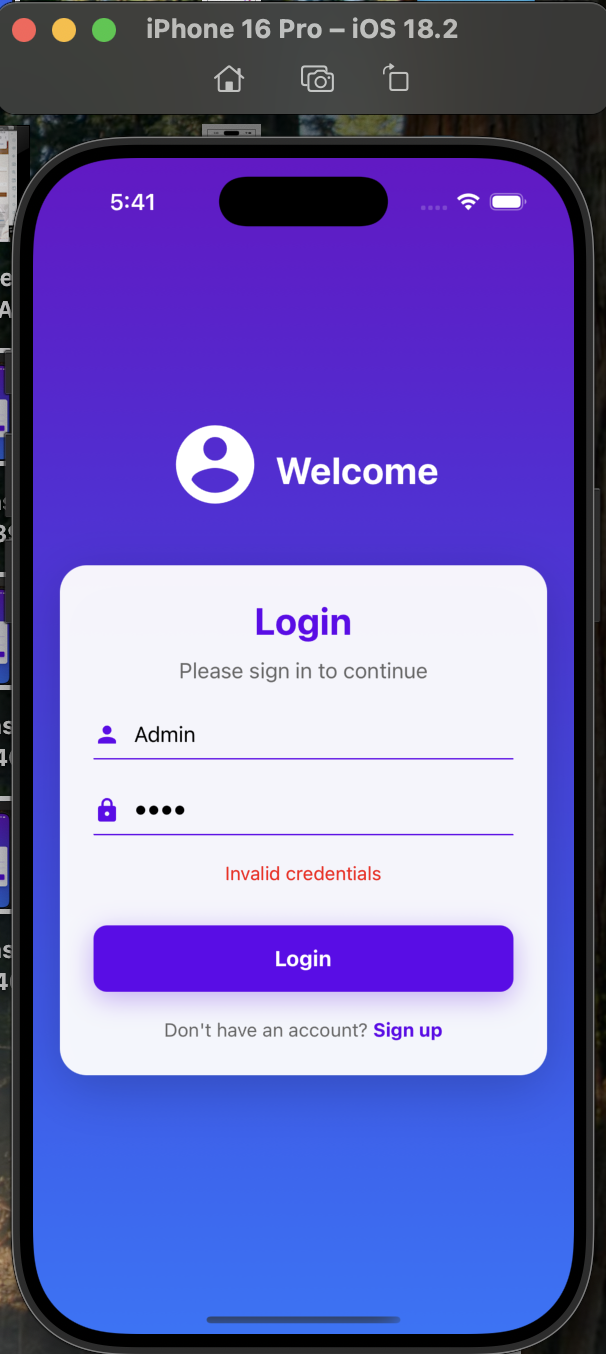 iPhone 16 Pro – iOS 18.2
5:41
Welcome
Login
Please sign in to continue
Admin
••••
Invalid credentials
Login
Don't have an account? Sign up